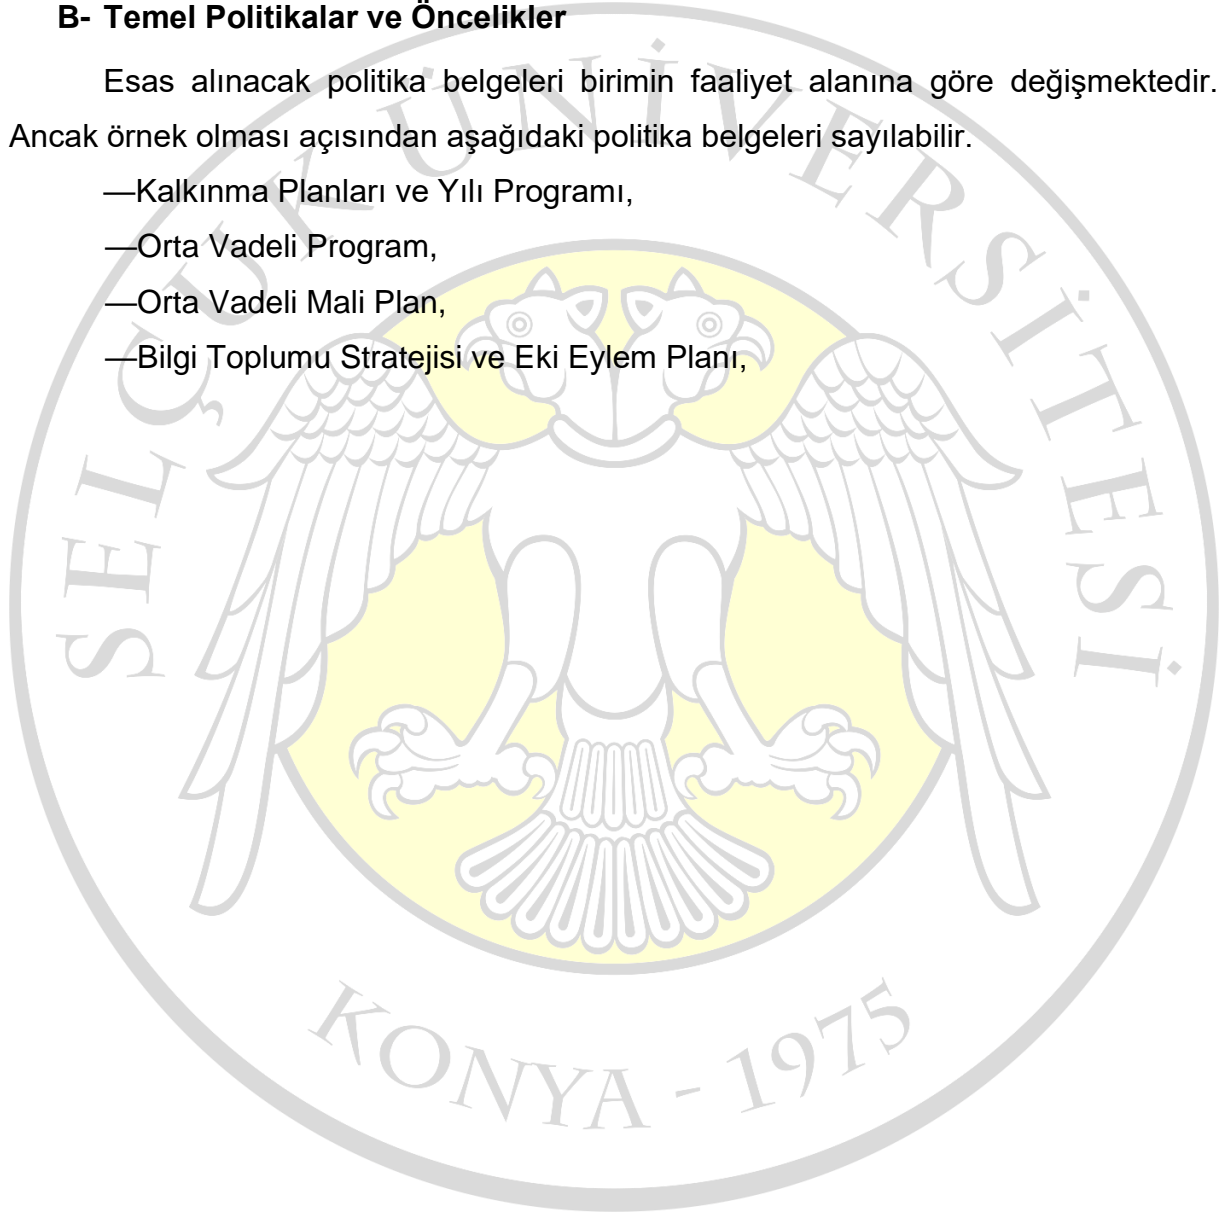 B- Temel Politikalar ve Öncelikler
Esas alınacak politika belgeleri birimin faaliyet alanına göre değişmektedir.
Ancak örnek olması açısından aşağıdaki politika belgeleri sayılabilir.
—Kalkınma Planları ve Yılı Programı,
—Orta Vadeli Program,
—Orta Vadeli Mali Plan,
—Bilgi Toplumu Stratejisi ve Eki Eylem Planı,
SELÇUK ÜNİVERSİTESİ
KONYA - 1975